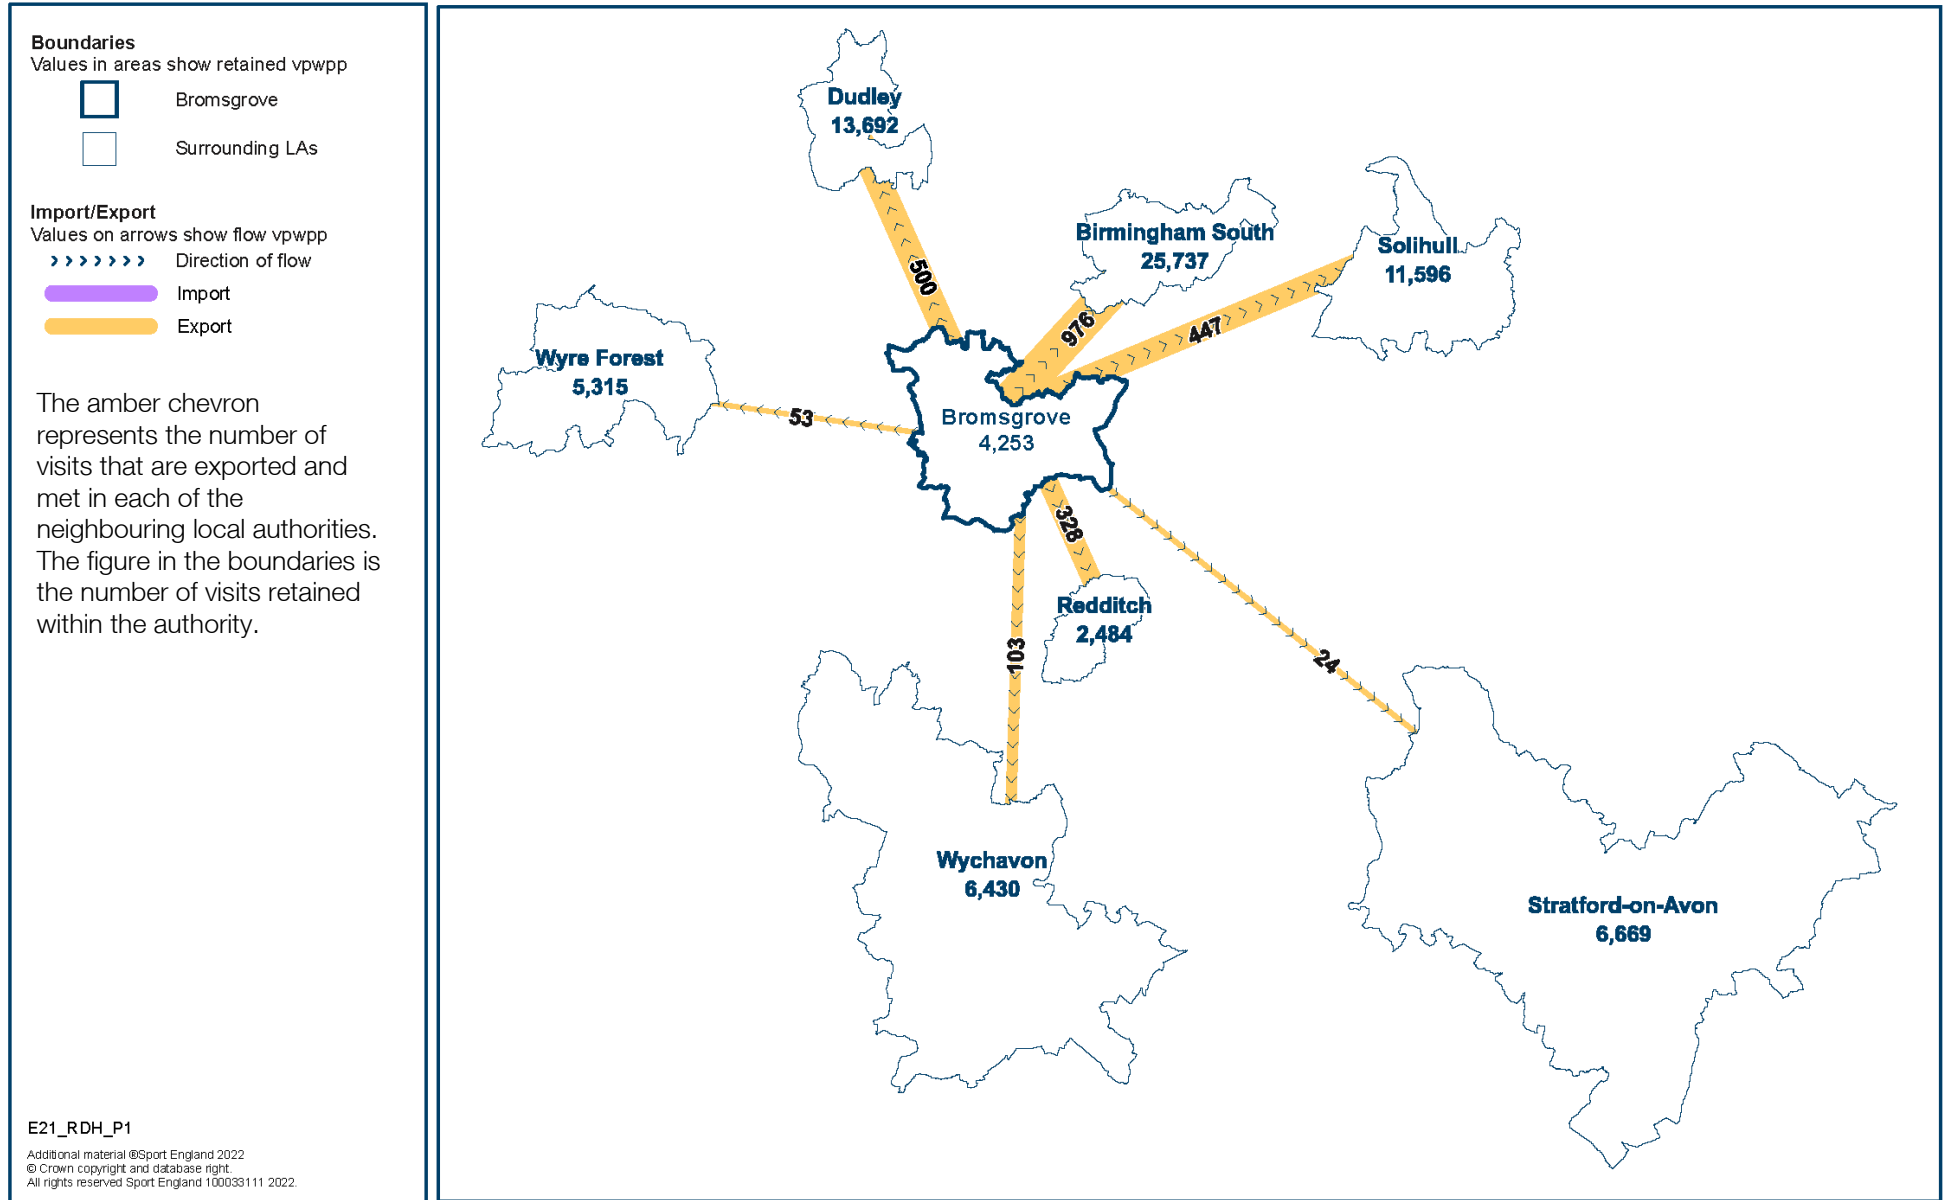 Boundaries
Values in areas show retained vpwpp
Bromsgrove
Surrounding LAs
Import/Export
Values on arrows show flow vpwpp
Direction of flow
Import
Export
The amber chevron
represents the number of
visits that are exported and
met in each of the
neighbouring local authorities.
The figure in the boundaries is
the number of visits retained
within the authority.
E21_RDH_P1
Additional material ®Sport England 2022
© Crown copyright and database right.
All rights reserved Sport England 100033111 2022.
Dudley
13,692
Birmingham South
25,737
Solihull
11,596
500
976
447
Wyre Forest
5,315
53
Bromsgrove
4,253
328
Redditch
2,484
103
24
Wychavon
6,430
Stratford-on-Avon
6,669